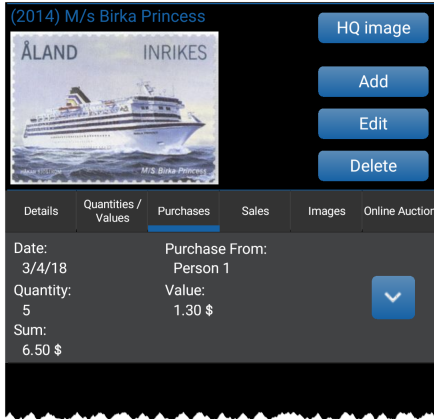 (2014) M/s Birka Princess
HQ image
ÅLAND INRIKES
Add
Edit
M/S Birka Princess
Delete
Details
Quantities /
Values
Purchases
Sales
Images
Online Auction
Date:
3/4/18
Purchase From:
Person 1
Quantity:
5
Value:
1.30 $
Sum:
6.50 $